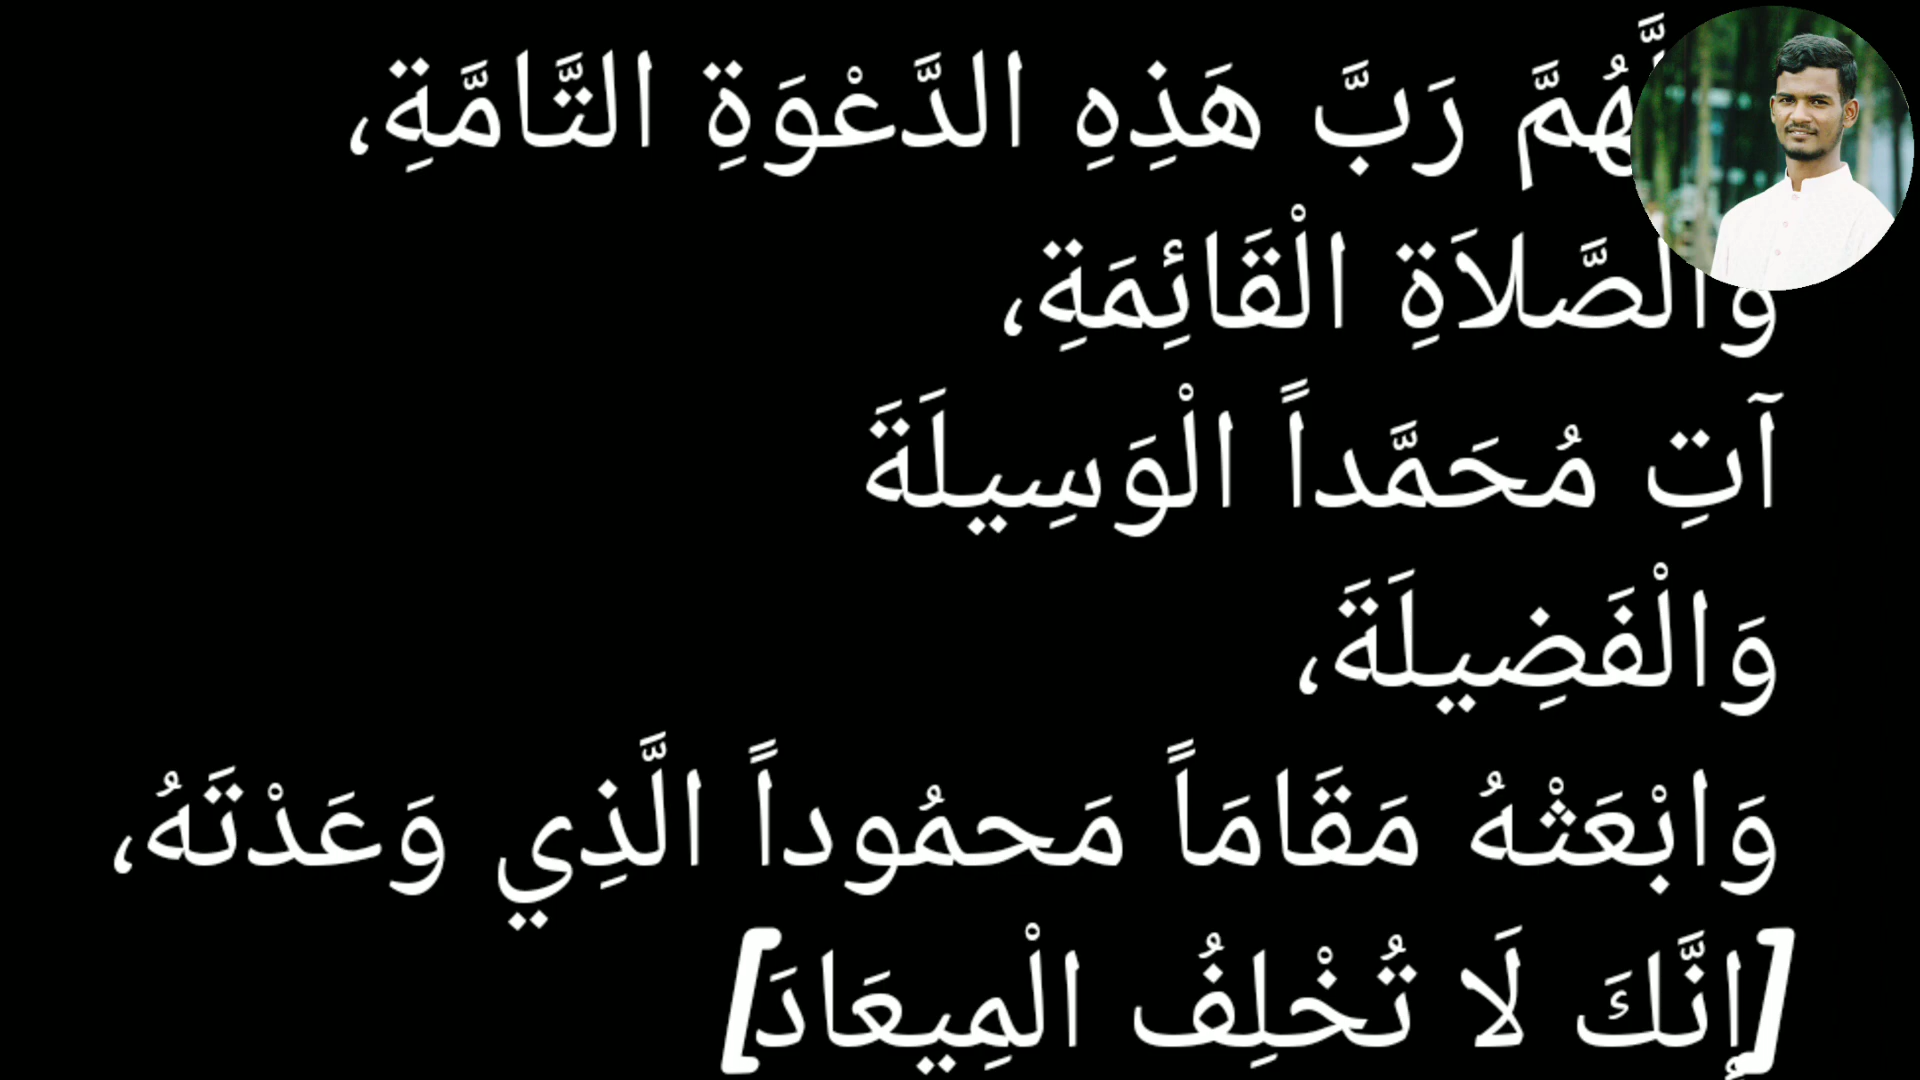 رَبَّ هَذِهِ الدَّعْوَةِ التَّامَّةِ،
وَالصَّلاَةِ الْقَائِمَةِ،
آتِ مُحَمَّداً الْوَسِيلَةَ
وَالْفَضِيلَةَ،
وَابْعَثْهُ مَقَامَاً مَحمُوداً الَّذِي وَعَدْتَهُ،
[إِنَّكَ لَا تُخْلِفُ الْمِيعَادَ]